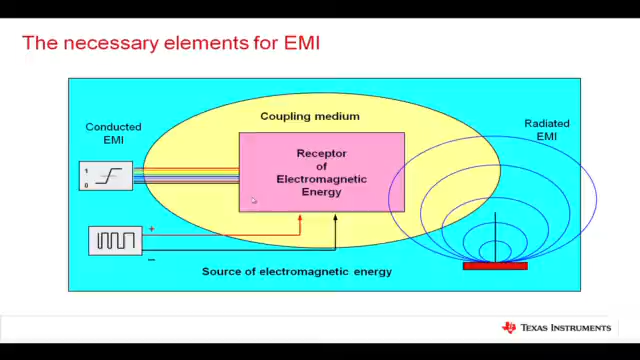 The necessary elements for EMI
Coupling medium
Conducted
EMI
Radiated
EMI
Receptor
of
Electromagnetic
Energy
1
0
+
–
Source of electromagnetic energy
TEXAS INSTRUMENTS